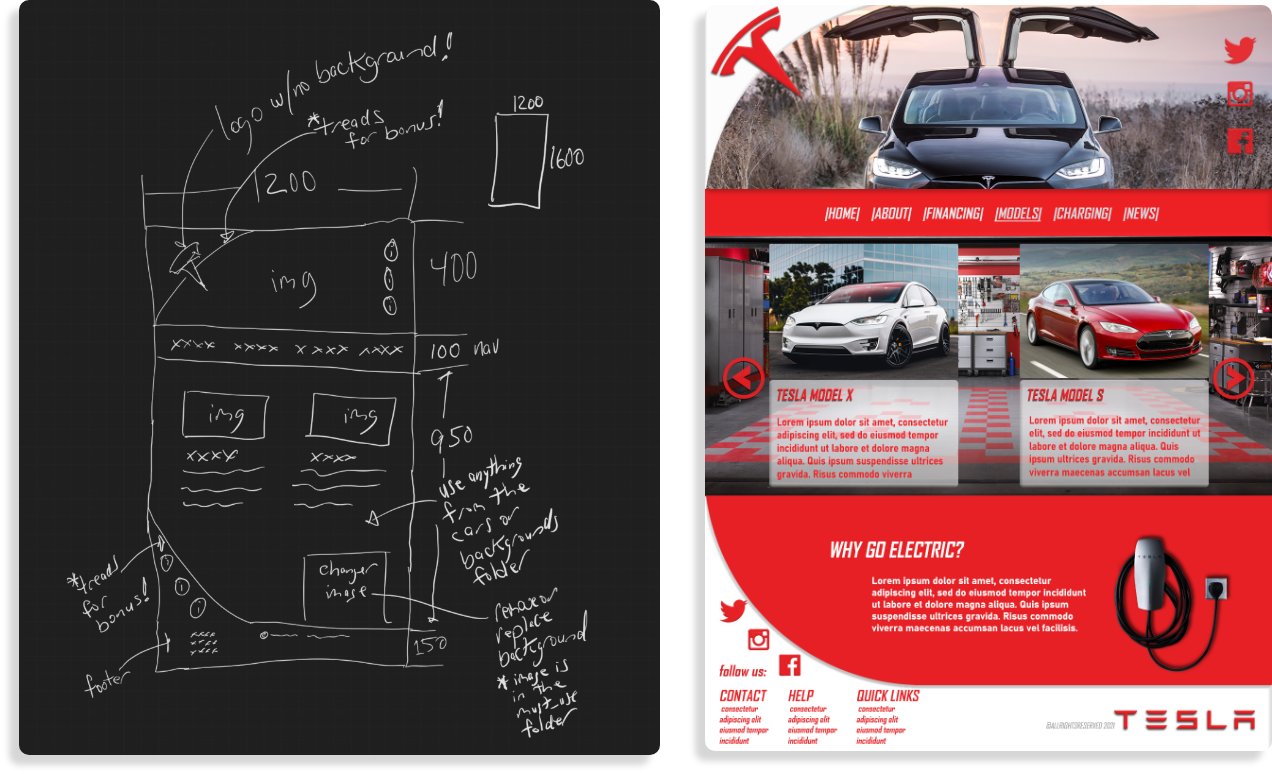 logo w/no background!
*treads
for bonus!
1200
1600
1200
img
400
xxxx xxxx xxxx xxxx
100 nav
img
img
950
xxxx
xxxx
use anything
from the
cars or
backgrounds
folder
*treads
for bonus!
changer
image
remove or
replace
background
*image is
in the
must_use
folder
150
©
footer
|HOME| |ABOUT| |FINANCING| |MODELS| |CHARGING| |NEWS|
TESLA MODEL X
Lorem ipsum dolor sit amet, consectetur
adipiscing elit, sed do eiusmod tempor
incididunt ut labore et dolore magna
aliqua. Quis ipsum suspendisse ultrices
gravida. Risus commodo viverra
TESLA MODEL S
Lorem ipsum dolor sit amet, consectetur
adipiscing elit, sed do eiusmod tempor incididunt ut
labore et dolore magna aliqua. Quis
ipsum ultrices gravida. Risus commodo
viverra maecenas accumsan lacus vel
WHY GO ELECTRIC?
Lorem ipsum dolor sit amet, consectetur
adipiscing elit, sed do eiusmod tempor incididunt
ut labore et dolore magna aliqua. Quis ipsum
suspendisse ultrices gravida. Risus commodo
viverra maecenas accumsan lacus vel facilisis.
TESLA
follow us:
CONTACT
consectetur
adipiscing elit
eiusmod tempor
incididunt
HELP
consectetur
adipiscing elit
eiusmod tempor
incididunt
QUICK LINKS
consectetur
adipiscing elit
eiusmod tempor
incididunt
@ALLRIGHTSRESERVED 2021
TESLA